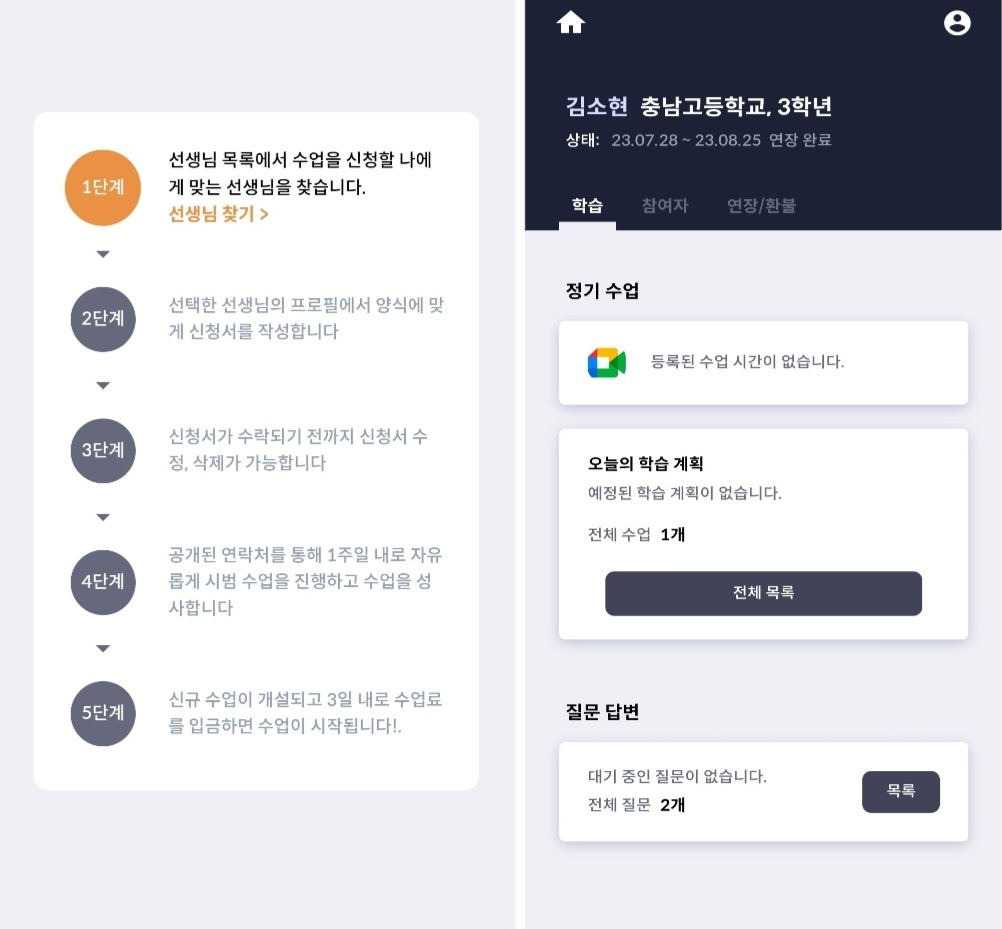 1단계
선생님 목록에서 수업을 신청할 나에
게 맞는 선생님을 찾습니다.
선생님 찾기 >
2단계
선택한 선생님의 프로필에서 양식에 맞
게 신청서를 작성합니다
3단계
신청서가 수락되기 전까지 신청서 수
정, 삭제가 가능합니다
4단계
공개된 연락처를 통해 1주일 내로 자유
롭게 시범 수업을 진행하고 수업을 성
사합니다
5단계
신규 수업이 개설되고 3일 내로 수업료
를 입금하면 수업이 시작됩니다!.
김소현 충남고등학교, 3학년
상태: 23.07.28 ~ 23.08.25 연장 완료
학습 참여자 연장/환불
정기 수업
등록된 수업 시간이 없습니다.
오늘의 학습 계획
예정된 학습 계획이 없습니다.
전체 수업 1개
전체 목록
질문 답변
대기 중인 질문이 없습니다.
전체 질문 2개
목록